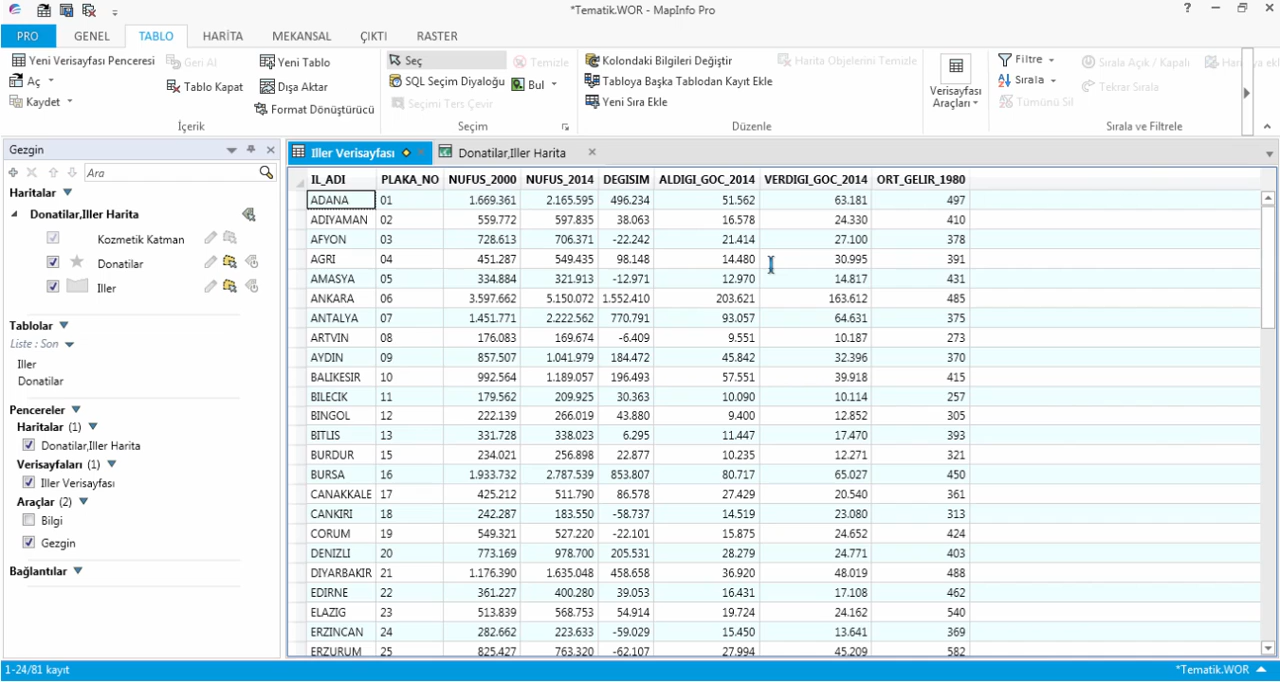 *Tematik.WOR - MapInfo Pro
PRO GENEL TABLO HARİTA MEKANSAL ÇIKTI RASTER
Yeni Verisayfası Penceresi Geri Al Yeni Tablo Seç Temizle Kolondaki Bilgileri Değiştir Harita Objelerini Temizle Filtre Sırala Açık / Kapalı
Aç Tablo Kapat Dışa Aktar SQL Seçim Diyaloğu Bul Tabloya Başka Tablodan Kayıt Ekle Verisayfası Araçları Sırala Tekrar Sırala
Kaydet Format Dönüştürücü Seçimi Ters Çevir Yeni Sıra Ekle Tümünü Sil
İçerik Seçim Düzenle Sırala ve Filtrele
Gezgin
Ara
Haritalar
Donatilar,Iller Harita
Kozmetik Katman
Donatilar
Iller
Tablolar
Liste : Son
Iller
Donatilar
Pencereler
Haritalar (1)
Donatilar,Iller Harita
Verisayfaları (1)
Iller Verisayfası
Araçlar (2)
Bilgi
Gezgin
Bağlantılar
Iller Verisayfası Donatilar,Iller Harita
IL_ADI PLAKA_NO NUFUS_2000 NUFUS_2014 DEGISIM ALDIGI_GOC_2014 VERDIGI_GOC_2014 ORT_GELIR_1980
ADANA 01 1.669.361 2.165.595 496.234 51.562 63.181 497
ADIYAMAN 02 559.772 597.835 38.063 16.578 24.330 410
AFYON 03 728.613 706.371 -22.242 21.414 27.100 378
AGRI 04 451.287 549.435 98.148 14.480 30.995 391
AMASYA 05 334.884 321.913 -12.971 12.970 14.817 431
ANKARA 06 3.597.662 5.150.072 1.552.410 203.621 163.612 485
ANTALYA 07 1.451.771 2.222.562 770.791 93.057 64.631 375
ARTVIN 08 176.083 169.674 -6.409 9.551 10.187 273
AYDIN 09 857.507 1.041.979 184.472 45.842 32.396 370
BALIKESIR 10 992.564 1.189.057 196.493 57.551 39.918 415
BILECIK 11 179.562 209.925 30.363 10.090 10.114 257
BINGOL 12 222.139 266.019 43.880 9.400 12.852 305
BITLIS 13 331.728 338.023 6.295 11.447 17.470 393
BURDUR 15 234.021 256.898 22.877 10.235 12.271 321
BURSA 16 1.933.732 2.787.539 853.807 80.717 65.027 450
CANAKKALE 17 425.212 511.790 86.578 27.429 20.540 361
CANKIRI 18 242.287 183.550 -58.737 14.519 23.080 313
CORUM 19 549.321 527.220 -22.101 15.875 24.652 424
DENIZLI 20 773.169 978.700 205.531 28.279 24.771 403
DIYARBAKIR 21 1.176.390 1.635.048 458.658 36.920 48.019 488
EDIRNE 22 361.227 400.280 39.053 16.431 17.108 462
ELAZIG 23 513.839 568.753 54.914 19.724 24.162 540
ERZINCAN 24 282.662 223.633 -59.029 15.450 13.641 369
ERZURUM 25 825.427 763.320 -62.107 27.994 45.209 582
1-24/81 kayıt *Tematik.WOR